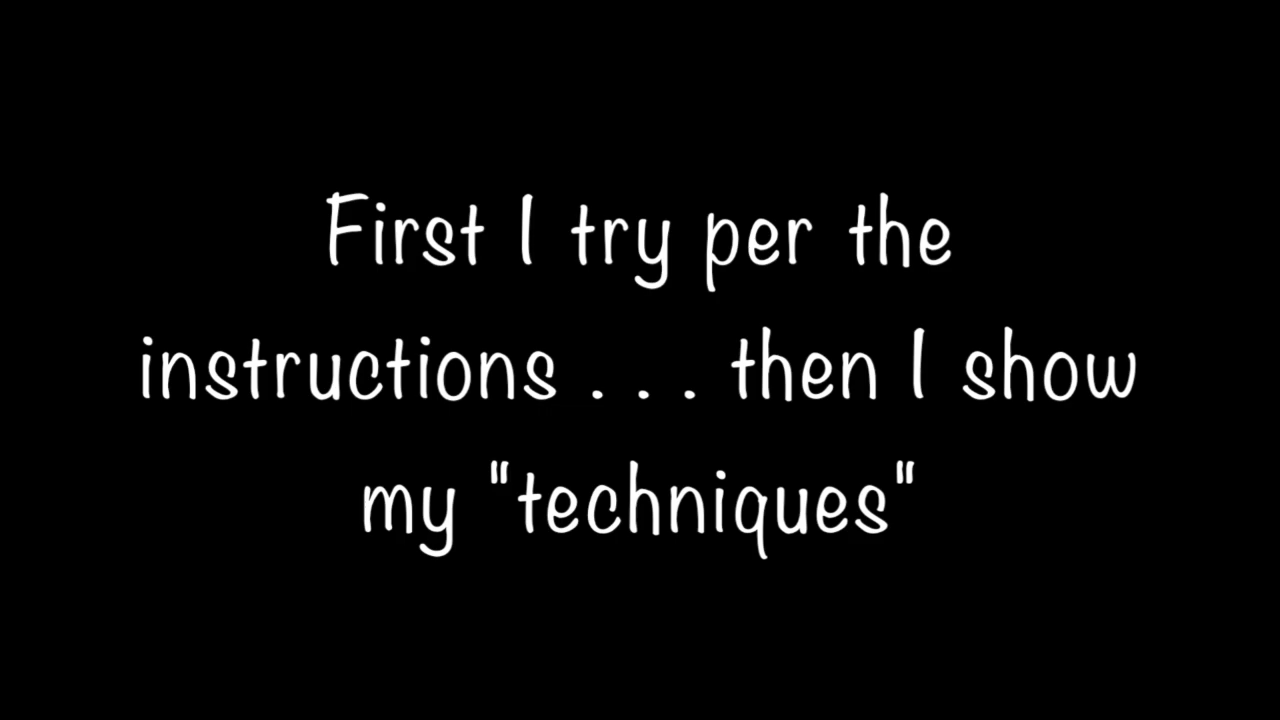 First I try per the
instructions . . . then I show
my "techniques"